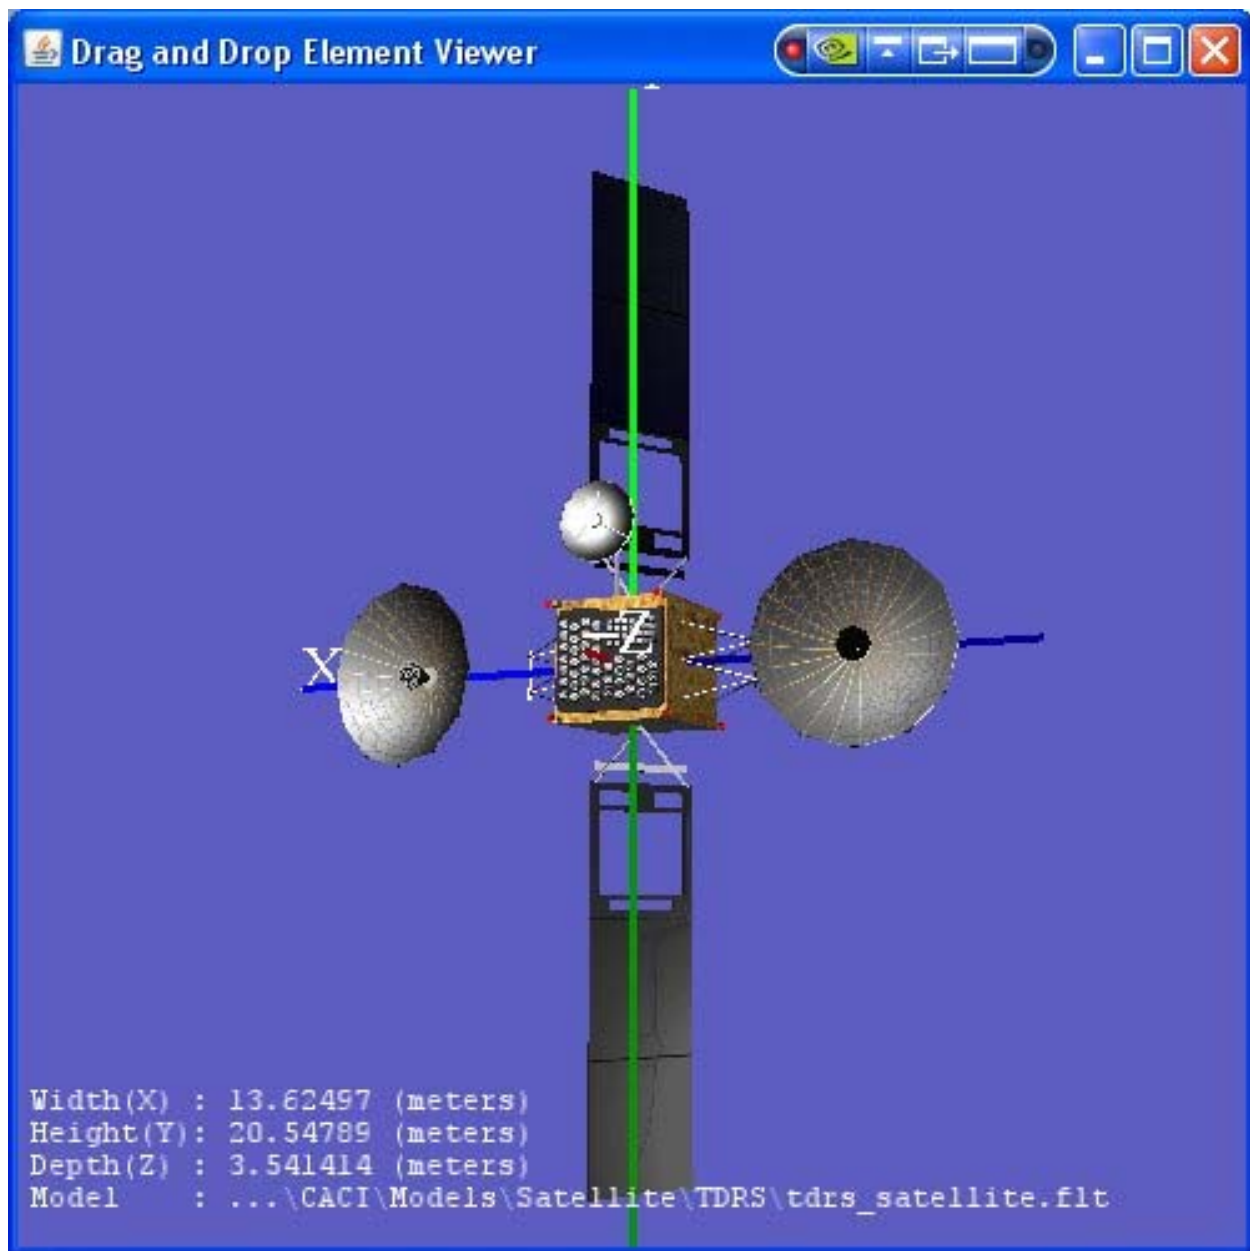 Drag and Drop Element Viewer
X
Z
Width(X) : 13.62497 (meters)
Height(Y): 20.54789 (meters)
Depth(Z) : 3.541414 (meters)
Model : ...\CACI\Models\Satellite\TDRS\tdrs_satellite.flt